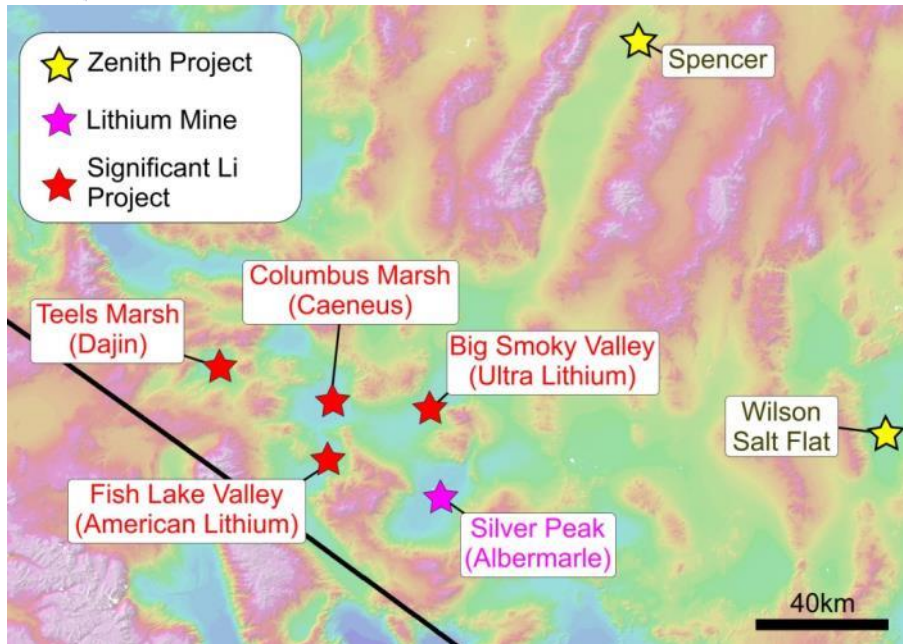 Zenith Project
Lithium Mine
Significant Li
Project
Spencer
Columbus Marsh
(Caeneus)
Teels Marsh
(Dajin)
Big Smoky Valley
(Ultra Lithium)
Wilson
Salt Flat
Fish Lake Valley
(American Lithium)
Silver Peak
(Albermarle)
40km